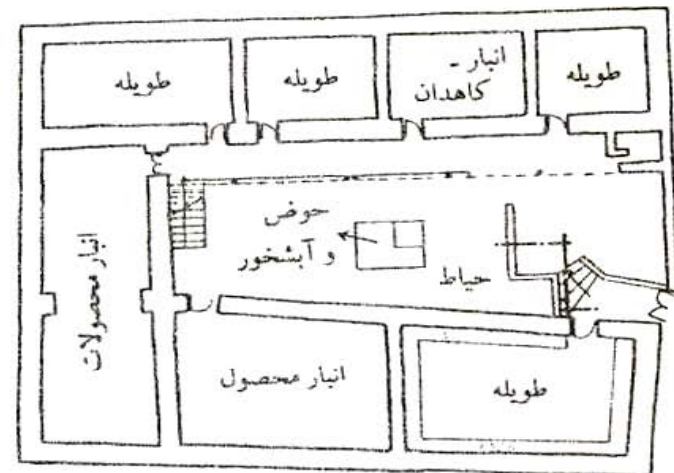 طویله
انبار -
کاهدان
طویله
طویله
انبار محصولات
حوض
و آبشخور
حیاط
انبار محصول
طویله